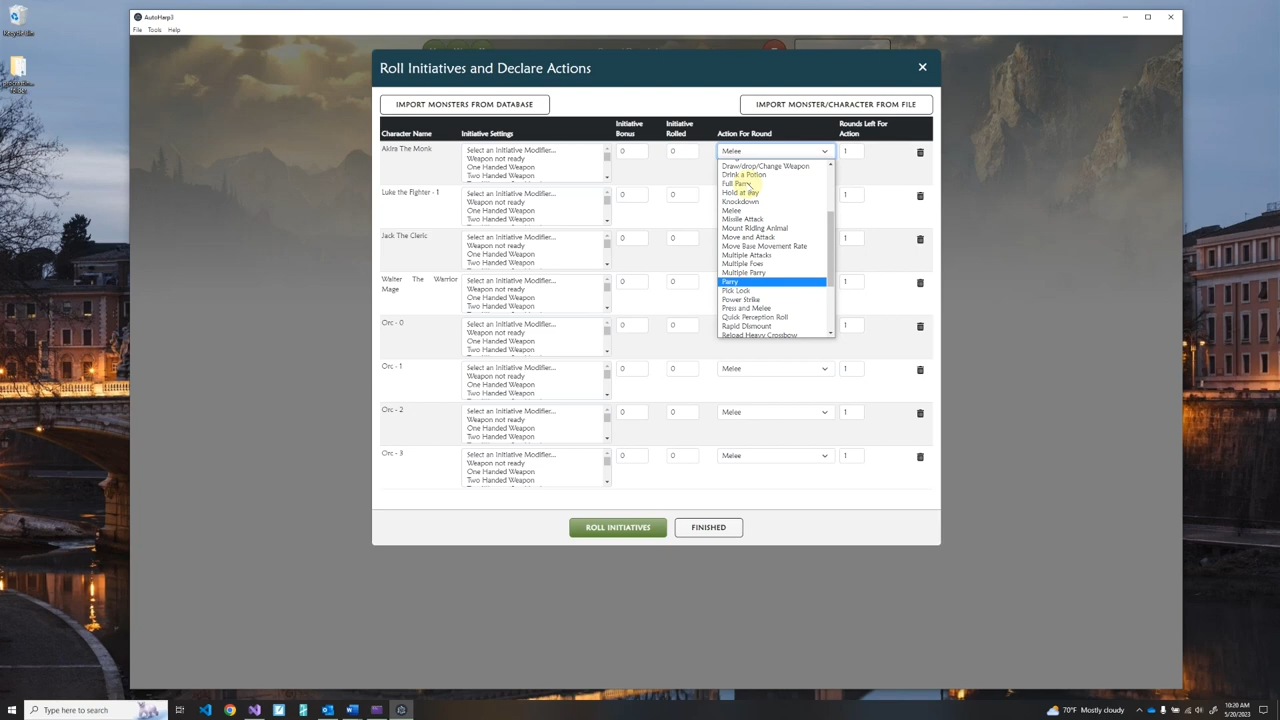 Recycle Bin
AutoHarp3
File Tools Help
Roll Initiatives and Declare Actions
IMPORT MONSTERS FROM DATABASE
IMPORT MONSTER/CHARACTER FROM FILE
Character Name Initiative Settings Initiative Bonus Initiative Rolled Action For Round Rounds Left For Action
Akira The Monk
Select an Initiative Modifier...
Weapon not ready
One Handed Weapon
Two Handed Weapon
0 0 Melee 1
Draw/drop/Change Weapon
Drink a Potion
Full Parry
Hold at Bay
Knockdown
Melee
Missile Attack
Mount Riding Animal
Move and Attack
Move Base Movement Rate
Multiple Attacks
Multiple Foes
Multiple Parry
Parry
Pick Lock
Power Strike
Press and Melee
Quick Perception Roll
Rapid Dismount
Reload Heavy Crossbow
Luke the Fighter - 1
Select an Initiative Modifier...
Weapon not ready
One Handed Weapon
Two Handed Weapon
0 0 1
Jack The Cleric
Select an Initiative Modifier...
Weapon not ready
One Handed Weapon
Two Handed Weapon
0 0 1
Walter The Warrior
Mage
Select an Initiative Modifier...
Weapon not ready
One Handed Weapon
Two Handed Weapon
0 0 1
Orc - 0
Select an Initiative Modifier...
Weapon not ready
One Handed Weapon
Two Handed Weapon
0 0 1
Orc - 1
Select an Initiative Modifier...
Weapon not ready
One Handed Weapon
Two Handed Weapon
0 0 Melee 1
Orc - 2
Select an Initiative Modifier...
Weapon not ready
One Handed Weapon
Two Handed Weapon
0 0 Melee 1
Orc - 3
Select an Initiative Modifier...
Weapon not ready
One Handed Weapon
Two Handed Weapon
0 0 Melee 1
ROLL INITIATIVES
FINISHED
Type here to search
70°F Mostly cloudy
10:20 AM
5/20/2023